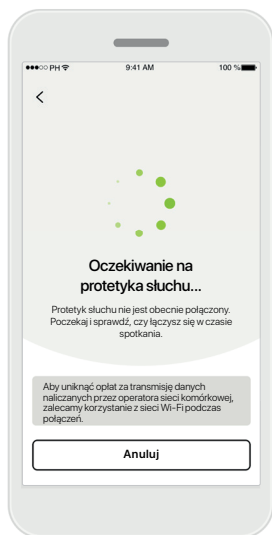 ●●●○○ PH 9:41 AM 100 %
Oczekiwanie na
protetyka słuchu...
Protetyk słuchu nie jest obecnie połączony.
Poczekaj i sprawdź, czy łączysz się w czasie
spotkania.
Aby uniknąć opłat za transmisję danych
naliczanych przez operatora sieci komórkowej,
zalecamy korzystanie z sieci Wi-Fi podczas
połączeń.
Anuluj